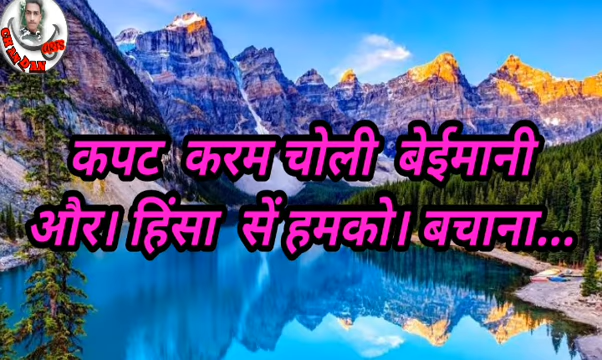 कपट करम चोली बेईमानी
और। हिंसा सें हमको। बचाना...